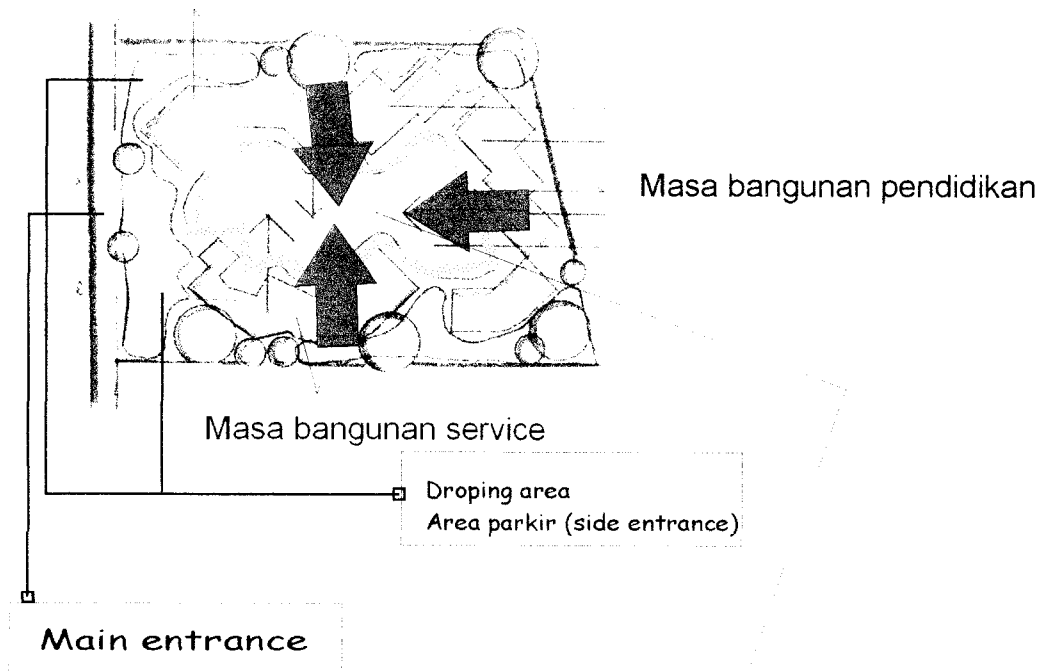 Masa bangunan pendidikan
Masa bangunan service
Droping area
Area parkir (side entrance)
Main entrance